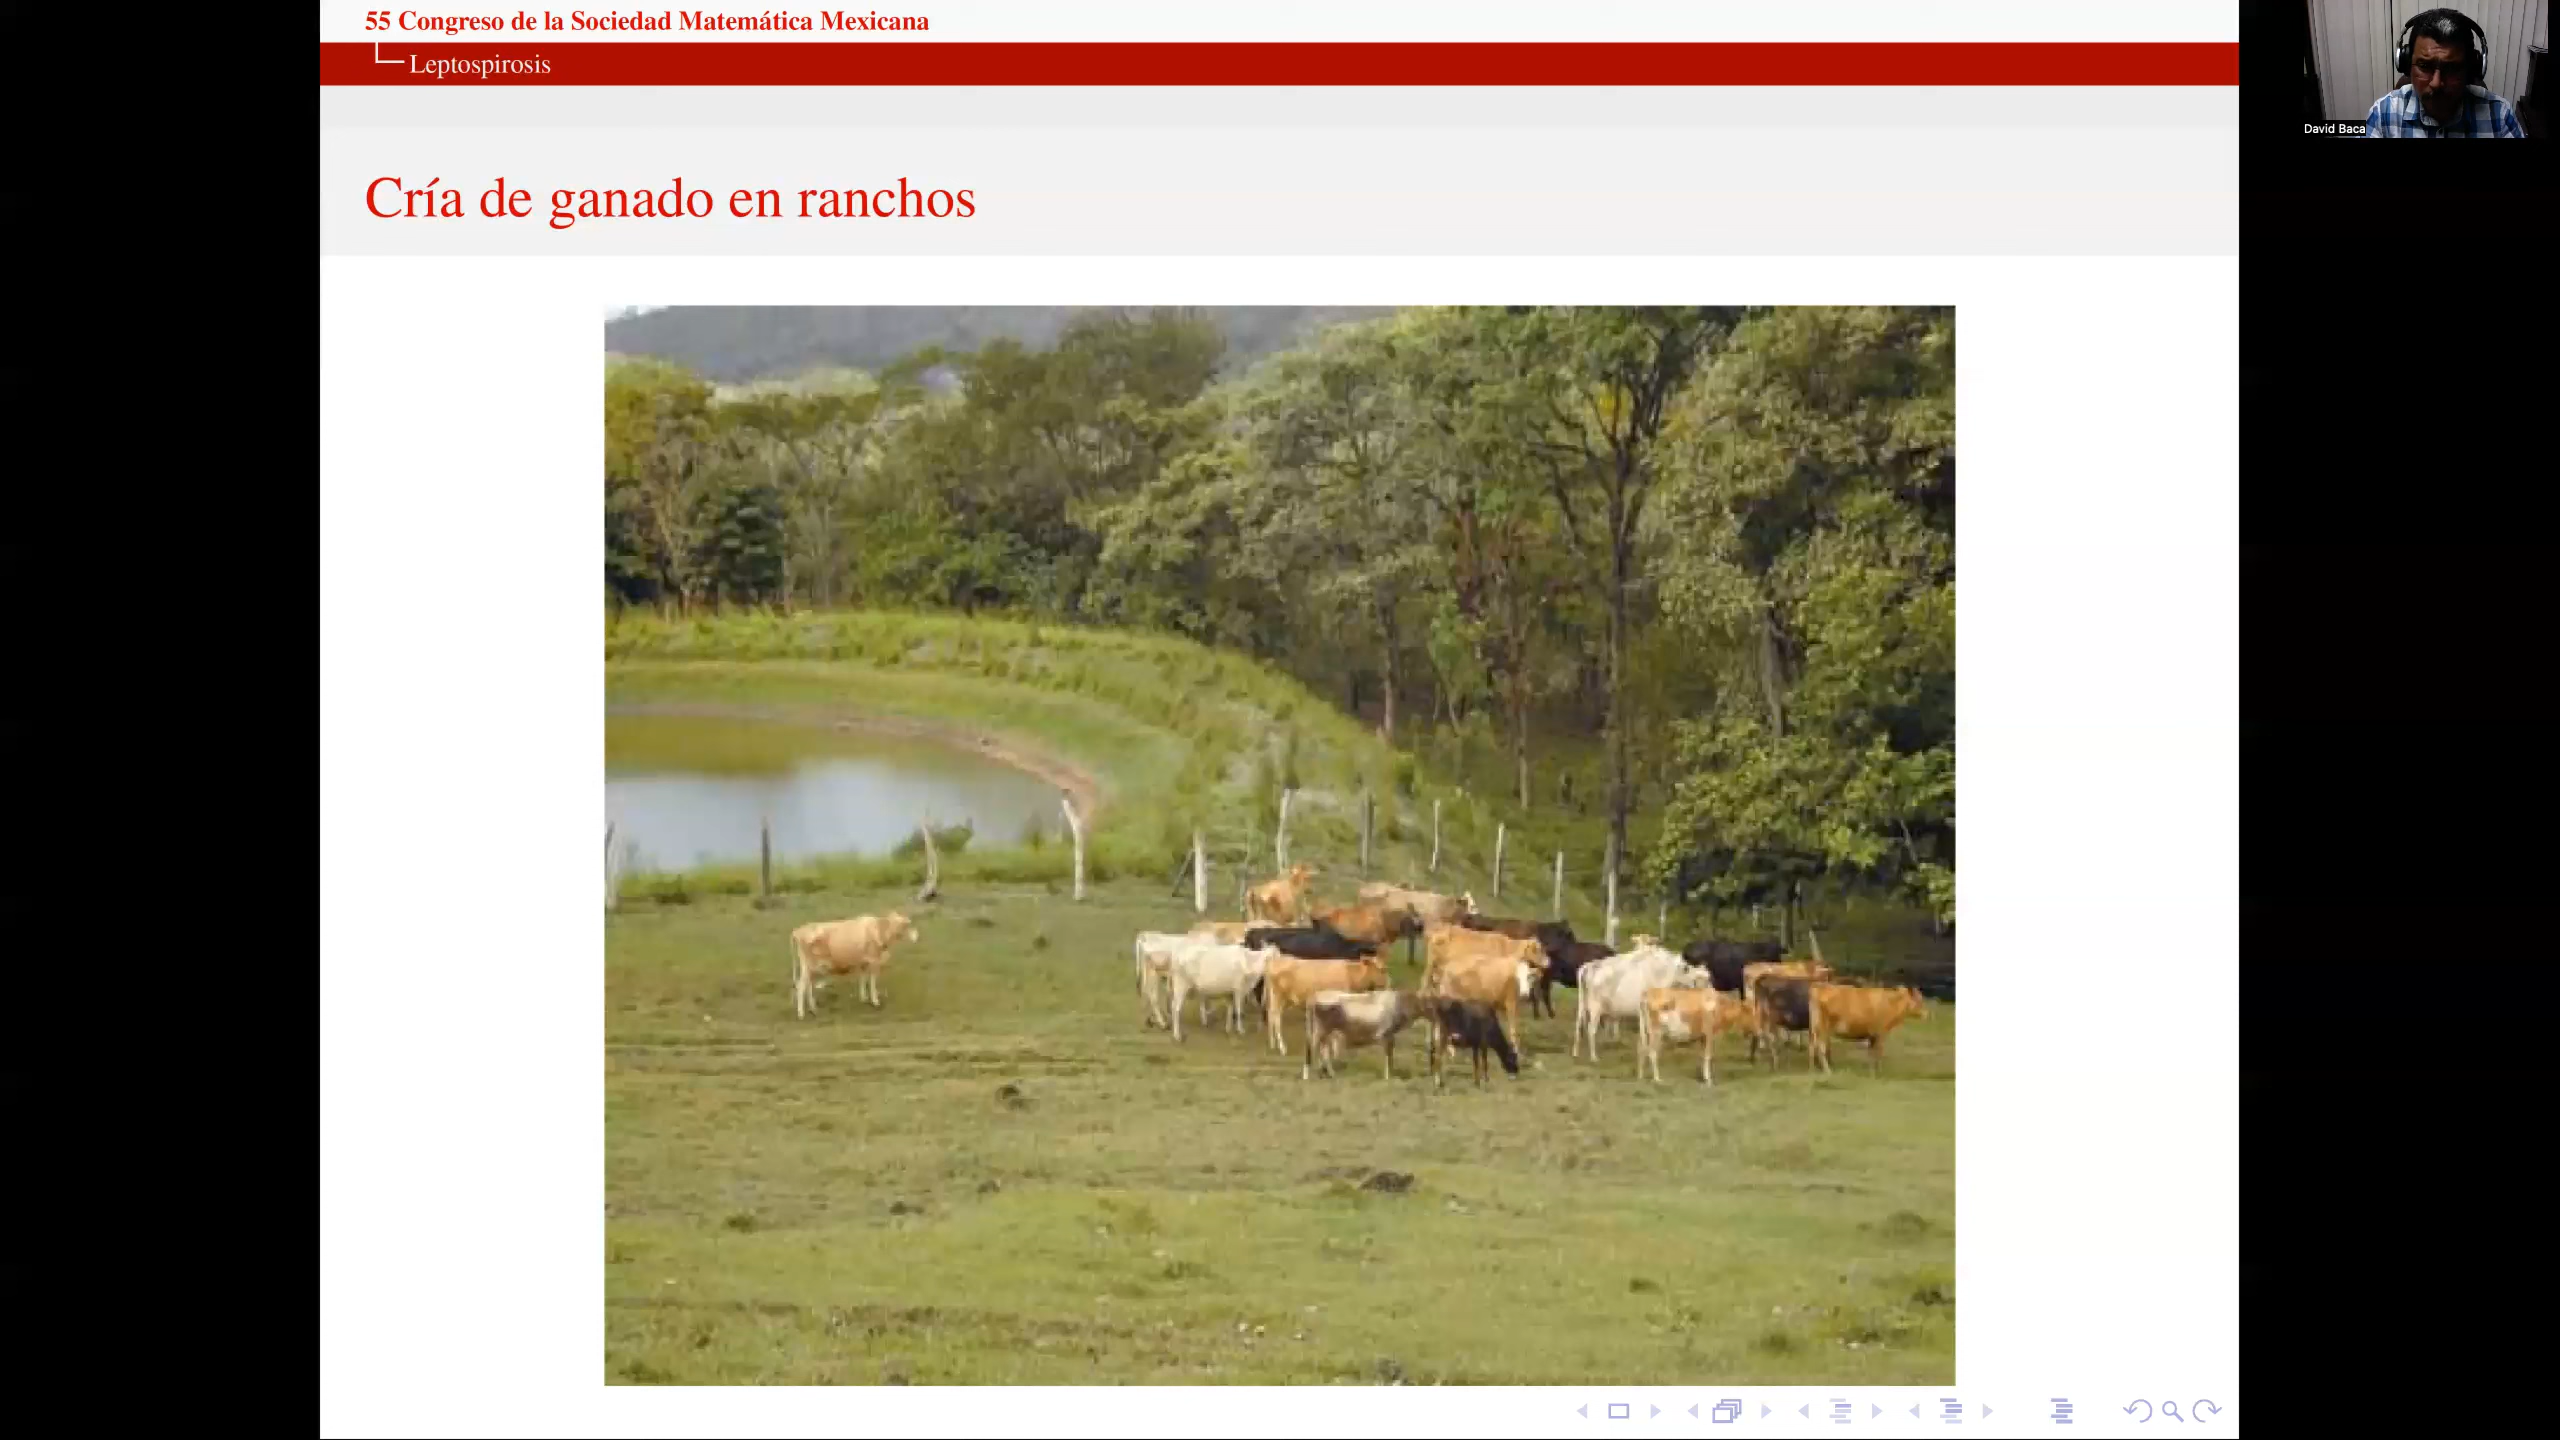 55 Congreso de la Sociedad Matemática Mexicana
Leptospirosis
David Baca
Cría de ganado en ranchos